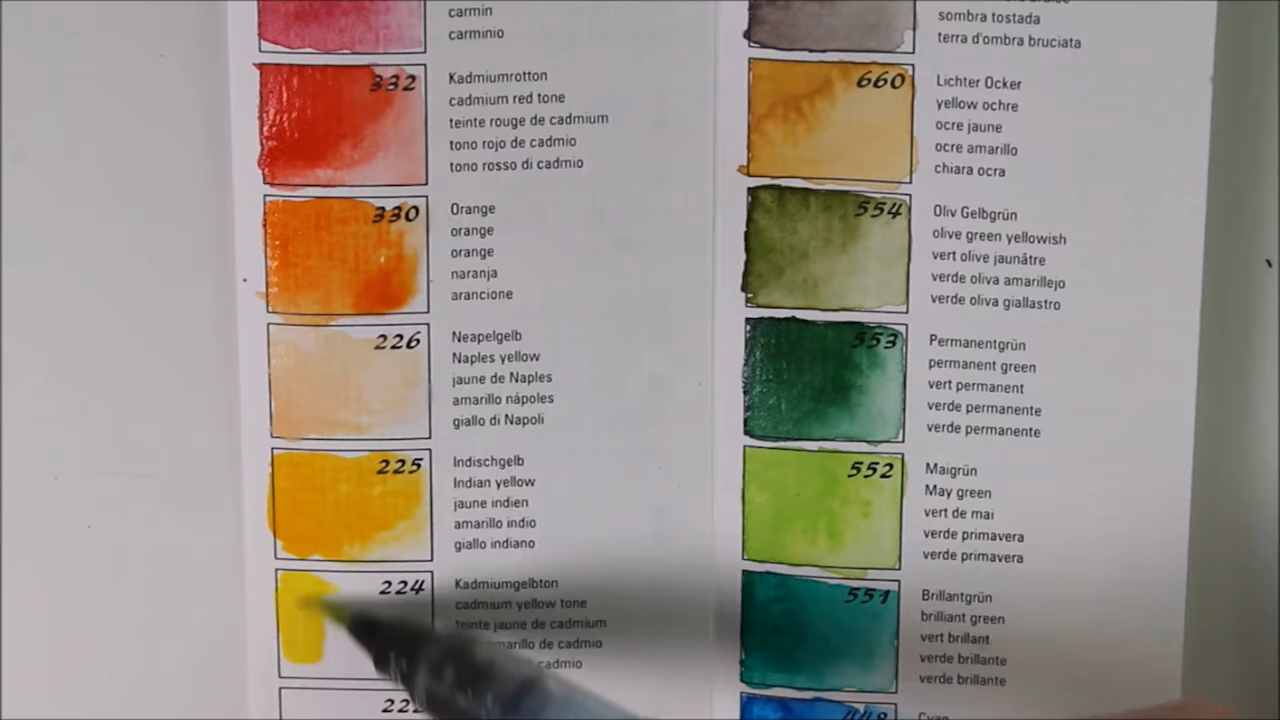 carmin
carminio
332
Kadmiumrotton
cadmium red tone
teinte rouge de cadmium
tono rojo de cadmio
tono rosso di cadmio
330
Orange
orange
orange
naranja
arancione
226
Neapelgelb
Naples yellow
jaune de Naples
amarillo nápoles
giallo di Napoli
225
Indischgelb
Indian yellow
jaune indien
amarillo indio
giallo indiano
224
Kadmiumgelbton
cadmium yellow tone
teinte jaune de cadmium
de cadmio
cadmio
sombra tostada
terra d'ombra bruciata
660
Lichter Ocker
yellow ochre
ocre jaune
ocre amarillo
chiara ocra
554
Oliv Gelbgrün
olive green yellowish
vert olive jaunâtre
verde oliva amarillejo
verde oliva giallastro
553
Permanentgrün
permanent green
vert permanent
verde permanente
verde permanente
552
Maigrün
May green
vert de mai
verde primavera
verde primavera
551
Brillantgrün
brilliant green
vert brillant
verde brillante
verde brillante